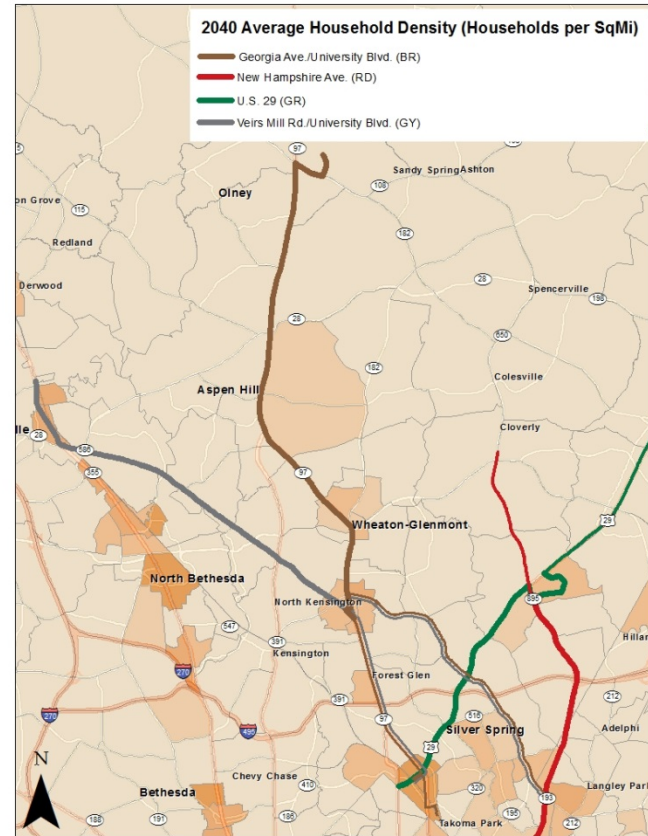 2040 Average Household Density (Households per SqMi)
Georgia Ave./University Blvd. (BR)
New Hampshire Ave. (RD)
U.S. 29 (GR)
Veirs Mill Rd./University Blvd. (GY)
97
Olney
Sandy Spring
Ashton
108
on Grove
115
182
Redland
28
Derwood
Spencerville
198
28
650
182
Colesville
Aspen Hill
Cloverly
lle
28
586
355
97
29
Wheaton-Glenmont
North Bethesda
895
North Kensington
547
391
Kensington
Hillan
270
Forest Glen
212
391
97
270
516
495
29
Silver Spring
Adelphi
Chevy Chase
410
320
Langley Park
Bethesda
193
N
188
191
186
195
Takoma Park
212